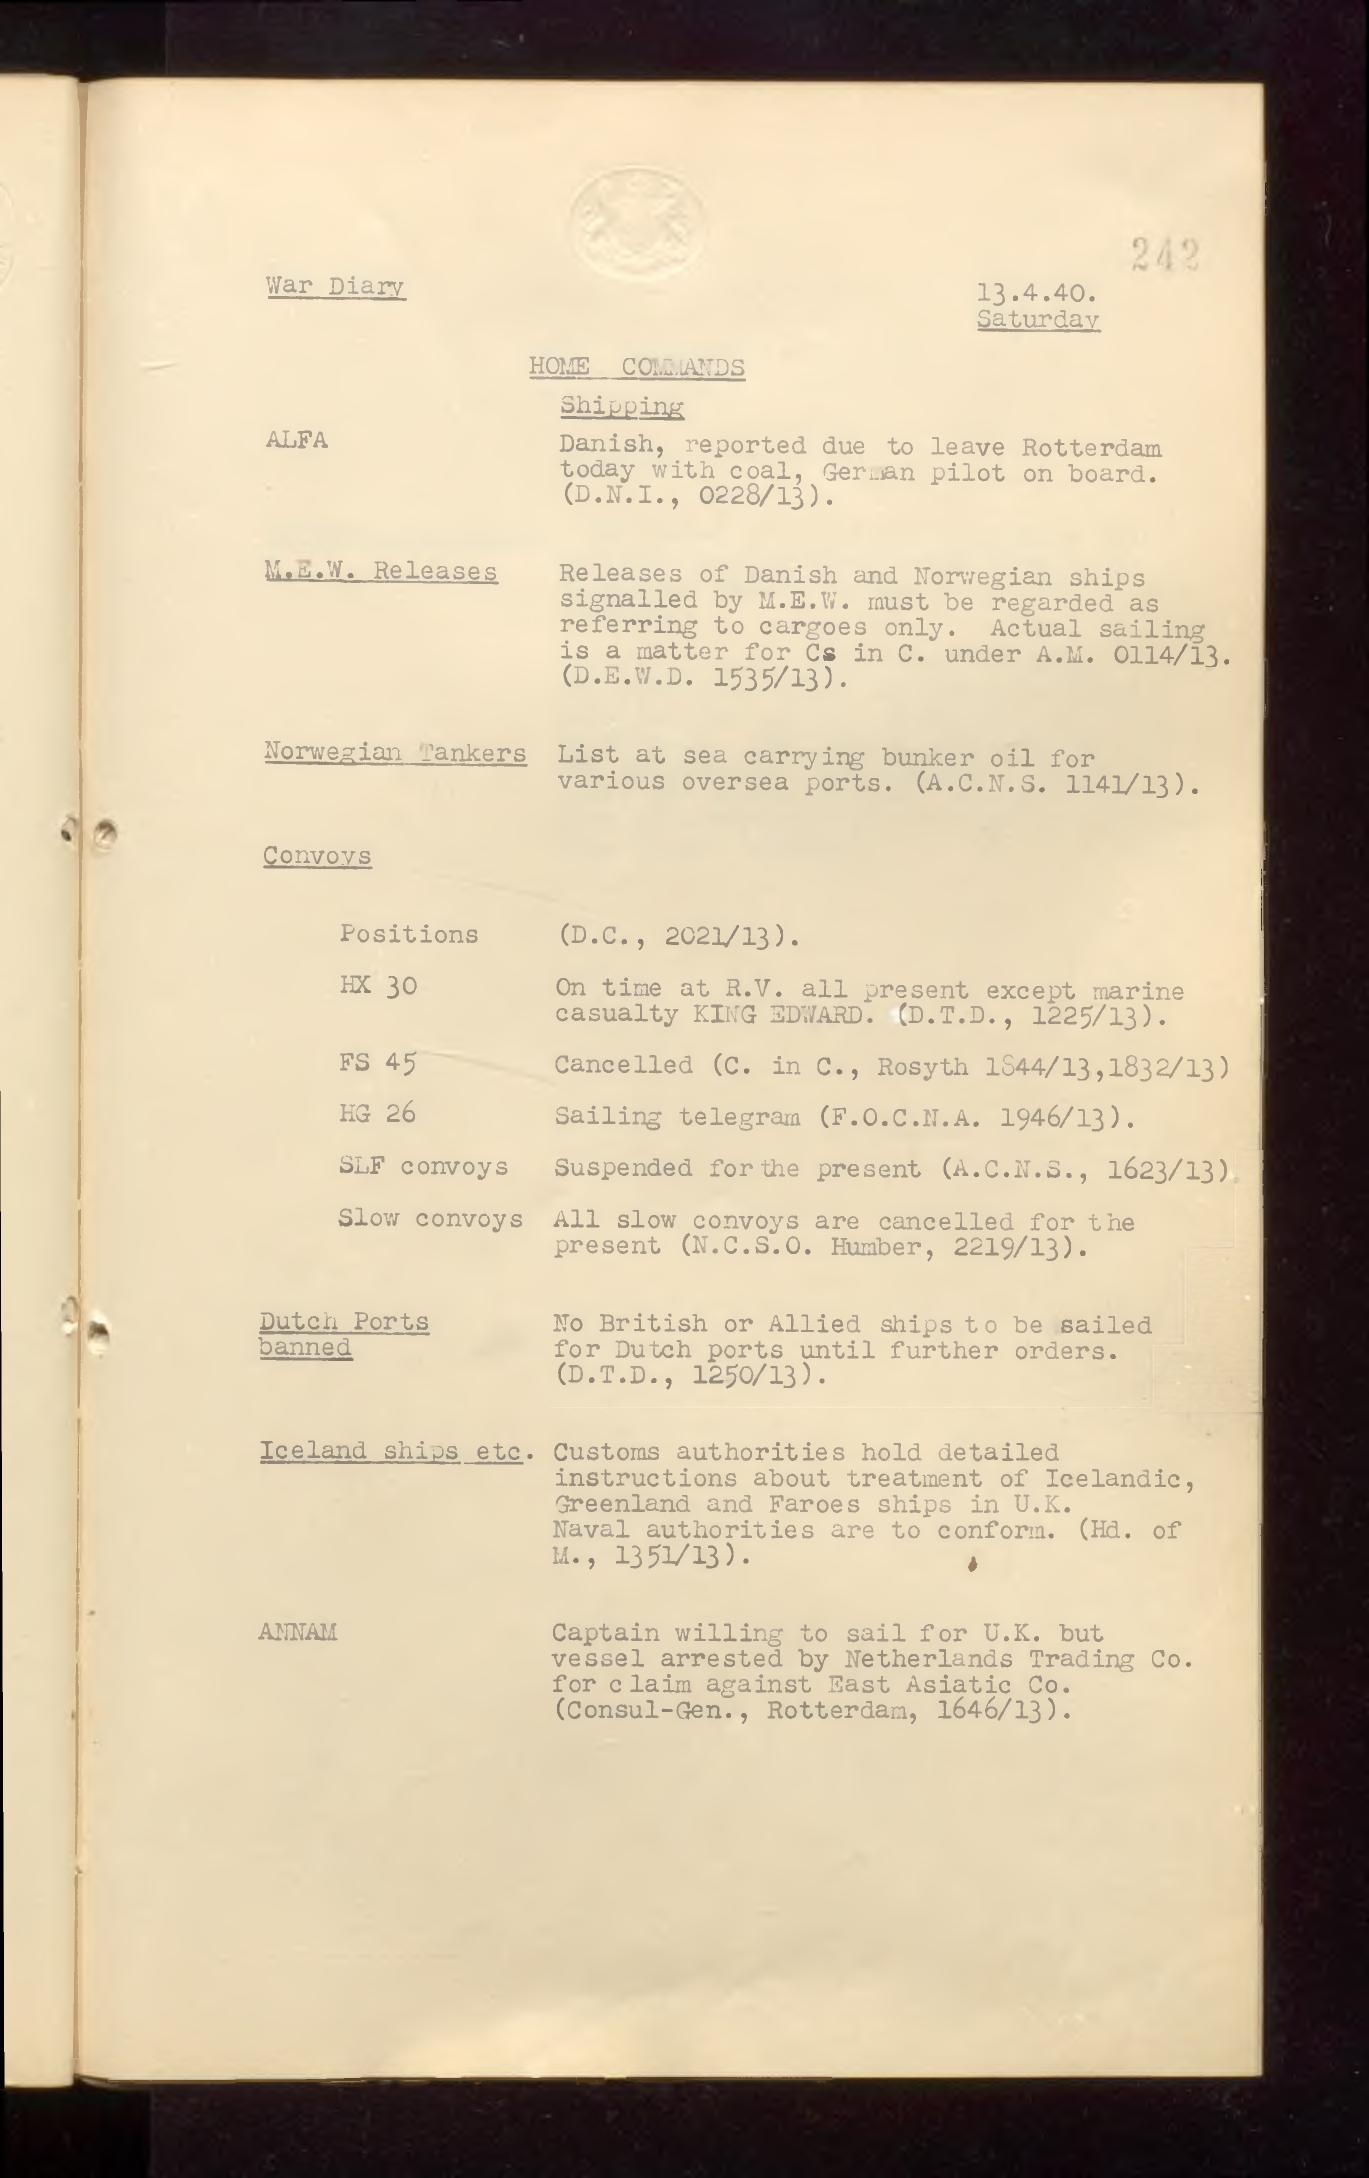 242
War Diary
13.4.40.
Saturday
HOME COMMANDS
Shipping
ALFA Danish, reported due to leave Rotterdam
today with coal, German pilot on board.
(D.N.I., 0228/13).
M.E.W. Releases Releases of Danish and Norwegian ships
signalled by M.E.W. must be regarded as
referring to cargoes only. Actual sailing
is a matter for Cs in C. under A.M. 0114/13.
(D.E.W.D. 1535/13).
Norwegian Tankers List at sea carrying bunker oil for
various oversea ports. (A.C.N.S. 1141/13).
Convoys
Positions (D.C., 2021/13).
HX 30 On time at R.V. all present except marine
casualty KING EDWARD. (D.T.D., 1225/13).
FS 45 Cancelled (C. in C., Rosyth 1844/13,1832/13)
HG 26 Sailing telegram (F.O.C.N.A. 1946/13).
SLF convoys Suspended for the present (A.C.N.S., 1623/13)
Slow convoys All slow convoys are cancelled for the
present (N.C.S.O. Humber, 2219/13).
Dutch Ports No British or Allied ships to be sailed
banned for Dutch ports until further orders.
(D.T.D., 1250/13).
Iceland ships etc. Customs authorities hold detailed
instructions about treatment of Icelandic,
Greenland and Faroes ships in U.K.
Naval authorities are to conform. (Hd. of
M., 1351/13).
ANNAM Captain willing to sail for U.K. but
vessel arrested by Netherlands Trading Co.
for claim against East Asiatic Co.
(Consul-Gen., Rotterdam, 1646/13).